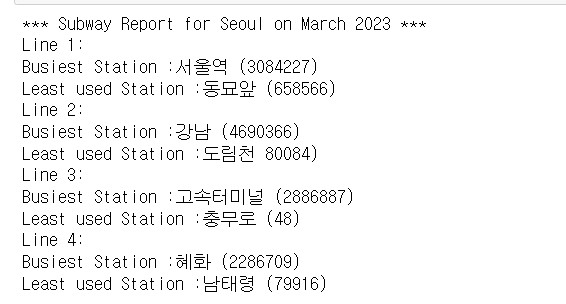 *** Subway Report for Seoul on March 2023 ***
Line 1:
Busiest Station :서울역 (3084227)
Least used Station :동묘앞 (658566)
Line 2:
Busiest Station :강남 (4690366)
Least used Station :도림천 80084)
Line 3:
Busiest Station :고속터미널 (2886887)
Least used Station :충무로 (48)
Line 4:
Busiest Station :혜화 (2286709)
Least used Station :남태령 (79916)